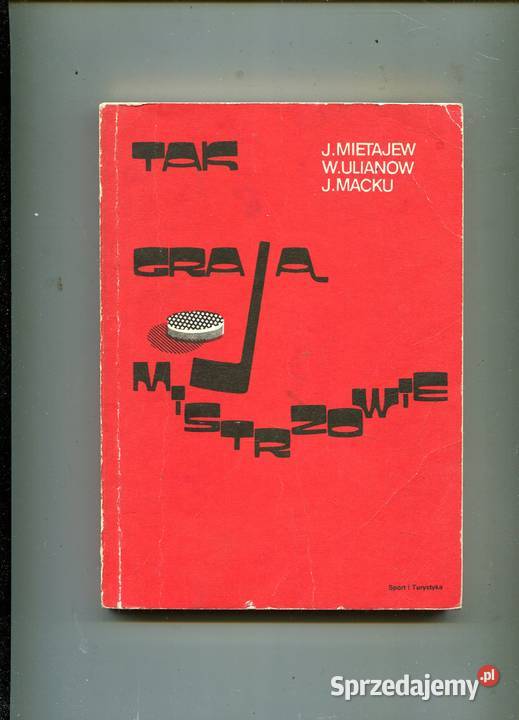 TAK
J.MIETAJEW
W.ULIANOW
J.MACKU
GRAJĄ
MISTRZOWIE
Sport i Turystyka
Sprzedajemy.pl